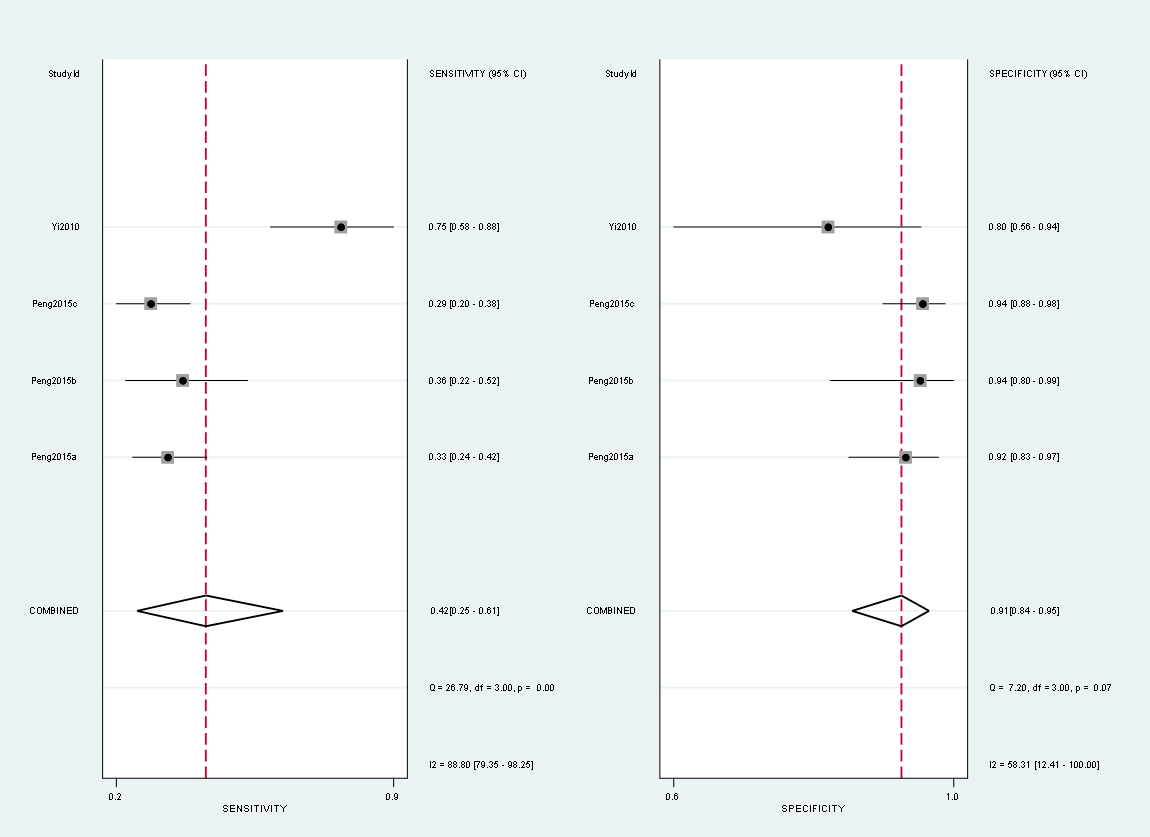 StudyId SENSITIVITY (95% CI)
Yi2010 0.75 [0.58 - 0.88]
Peng2015c 0.29 [0.20 - 0.38]
Peng2015b 0.36 [0.22 - 0.52]
Peng2015a 0.33 [0.24 - 0.42]
COMBINED 0.42[0.25 - 0.61]
Q = 26.79, df = 3.00, p = 0.00
I2 = 88.80 [79.35 - 98.25]
0.2 0.9
SENSITIVITY
StudyId SPECIFICITY (95% CI)
Yi2010 0.80 [0.56 - 0.94]
Peng2015c 0.94 [0.88 - 0.98]
Peng2015b 0.94 [0.80 - 0.99]
Peng2015a 0.92 [0.83 - 0.97]
COMBINED 0.91[0.84 - 0.95]
Q = 7.20, df = 3.00, p = 0.07
I2 = 58.31 [12.41 - 100.00]
0.6 1.0
SPECIFICITY